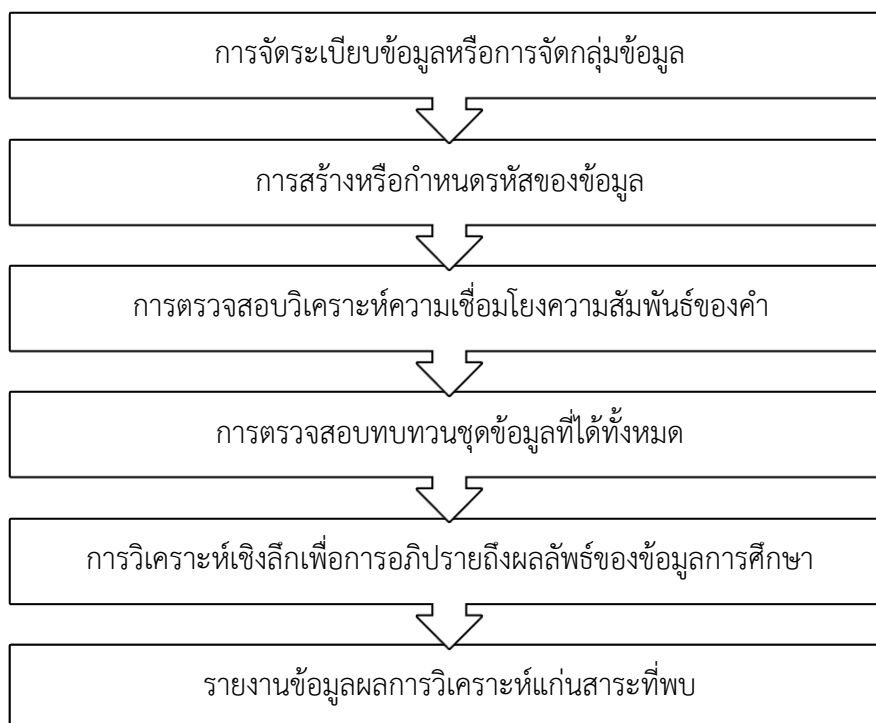 การจัดระเบียบข้อมูลหรือการจัดกลุ่มข้อมูล
การสร้างหรือกำหนดรหัสของข้อมูล
การตรวจสอบวิเคราะห์ความเชื่อมโยงความสัมพันธ์ของคำ
การตรวจสอบทบทวนชุดข้อมูลที่ได้ทั้งหมด
การวิเคราะห์เชิงลึกเพื่อการอภิปรายถึงผลลัพธ์ของข้อมูลการศึกษา
รายงานข้อมูลผลการวิเคราะห์แก่นสาระที่พบ